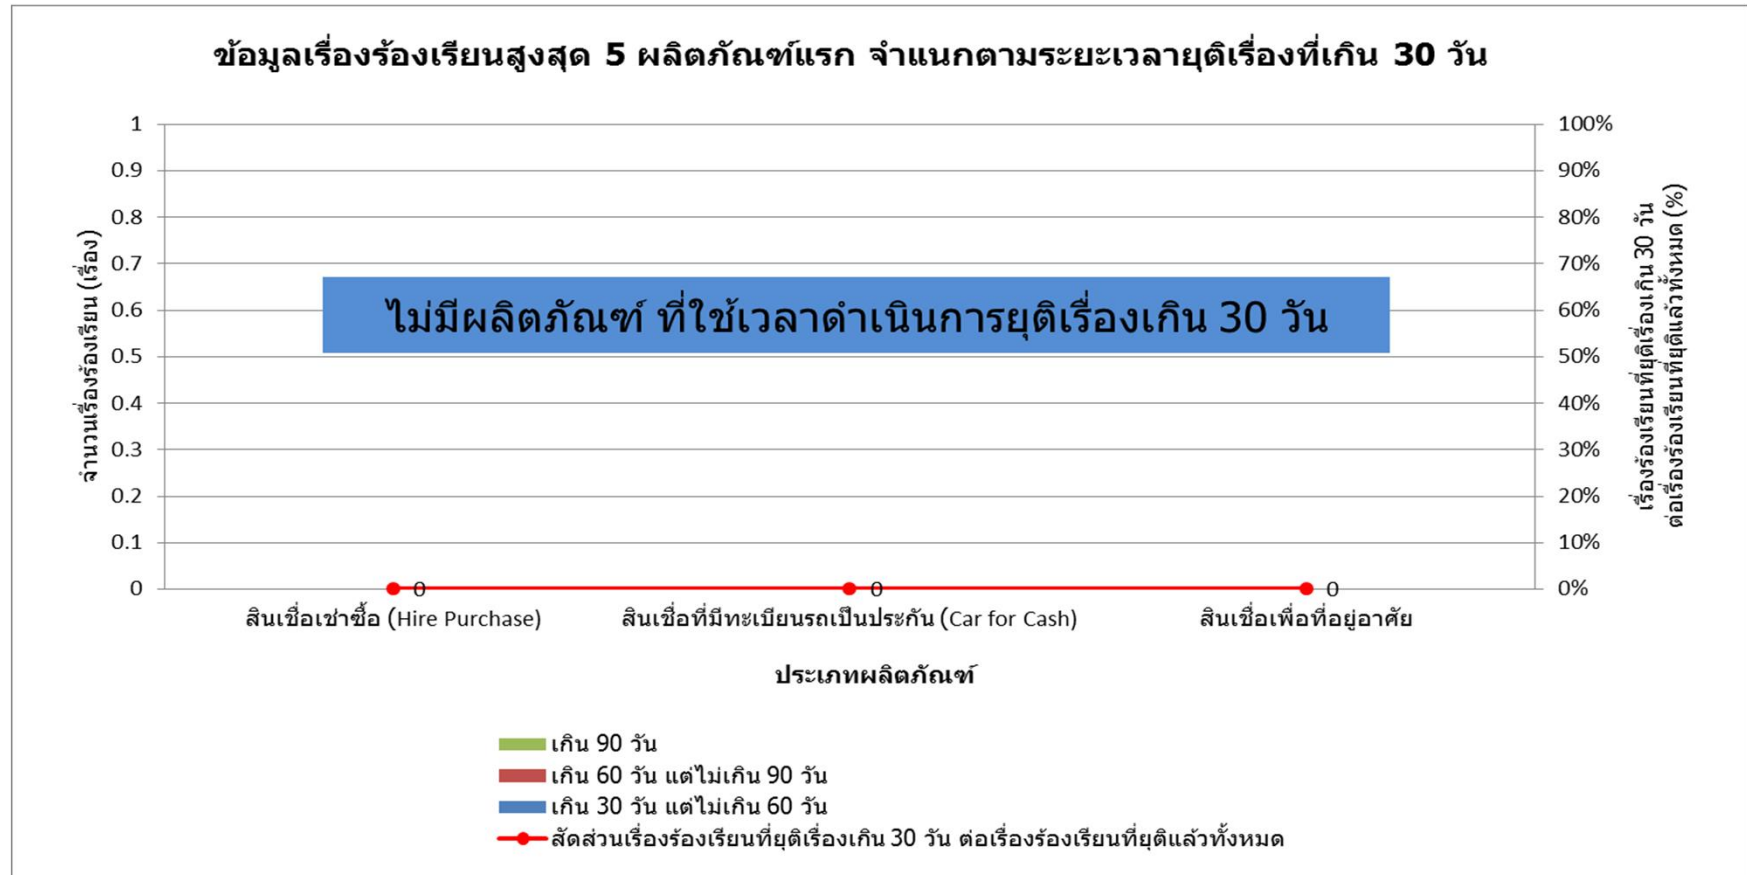 ข้อมูลเรื่องร้องเรียนสูงสุด 5 ผลิตภัณฑ์แรก จำแนกตามระยะเวลายุติเรื่องที่เกิน 30 วัน
จำนวนเรื่องร้องเรียน (เรื่อง)
1
0.9
0.8
0.7
0.6
0.5
0.4
0.3
0.2
0.1
0
ไม่มีผลิตภัณฑ์ ที่ใช้เวลาดำเนินการยุติเรื่องเกิน 30 วัน
100%
90%
80%
70%
60%
50%
40%
30%
20%
10%
0%
เรื่องร้องเรียนที่ยุติเรื่องเกิน 30 วัน
ต่อเรื่องร้องเรียนที่ยุติแล้วทั้งหมด (%)
0
0
0
สินเชื่อเช่าซื้อ (Hire Purchase)
สินเชื่อที่มีทะเบียนรถเป็นประกัน (Car for Cash)
สินเชื่อเพื่อที่อยู่อาศัย
ประเภทผลิตภัณฑ์
เกิน 90 วัน
เกิน 60 วัน แต่ไม่เกิน 90 วัน
เกิน 30 วัน แต่ไม่เกิน 60 วัน
สัดส่วนเรื่องร้องเรียนที่ยุติเรื่องเกิน 30 วัน ต่อเรื่องร้องเรียนที่ยุติแล้วทั้งหมด